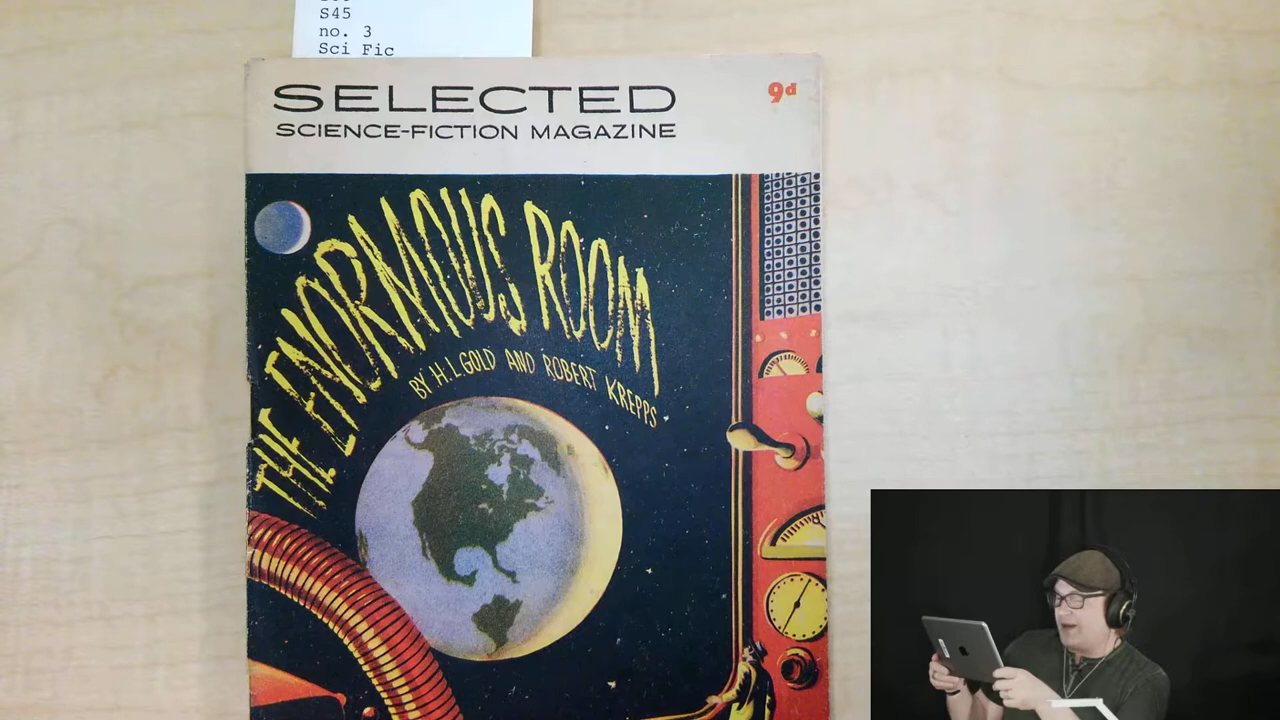 S45
no. 3
Sci Fic
SELECTED
9d
SCIENCE-FICTION MAGAZINE
THE ENORMOUS ROOM
BY H.L. GOLD AND ROBERT KREPPS